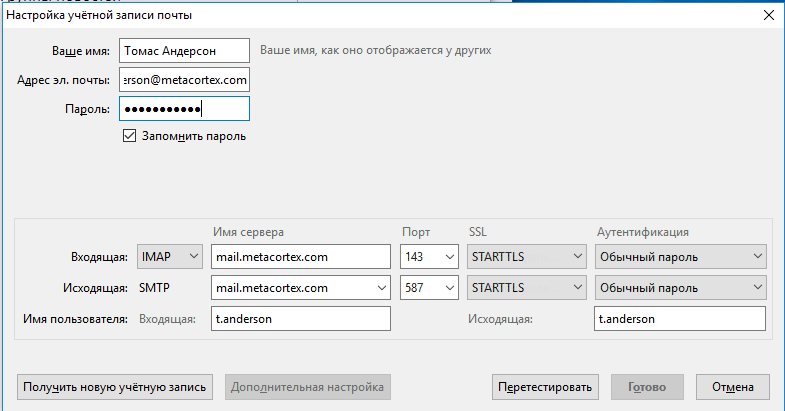 Настройка учётной записи почты
Ваше имя: Томас Андерсон Ваше имя, как оно отображается у других
Адрес эл. почты: erson@metacortex.com
Пароль: ●●●●●●●●●●●
Запомнить пароль
Имя сервера Порт SSL Аутентификация
Входящая: IMAP mail.metacortex.com 143 STARTTLS Обычный пароль
Исходящая: SMTP mail.metacortex.com 587 STARTTLS Обычный пароль
Имя пользователя: Входящая: t.anderson Исходящая: t.anderson
Получить новую учётную запись Дополнительная настройка Перетестировать Готово Отмена